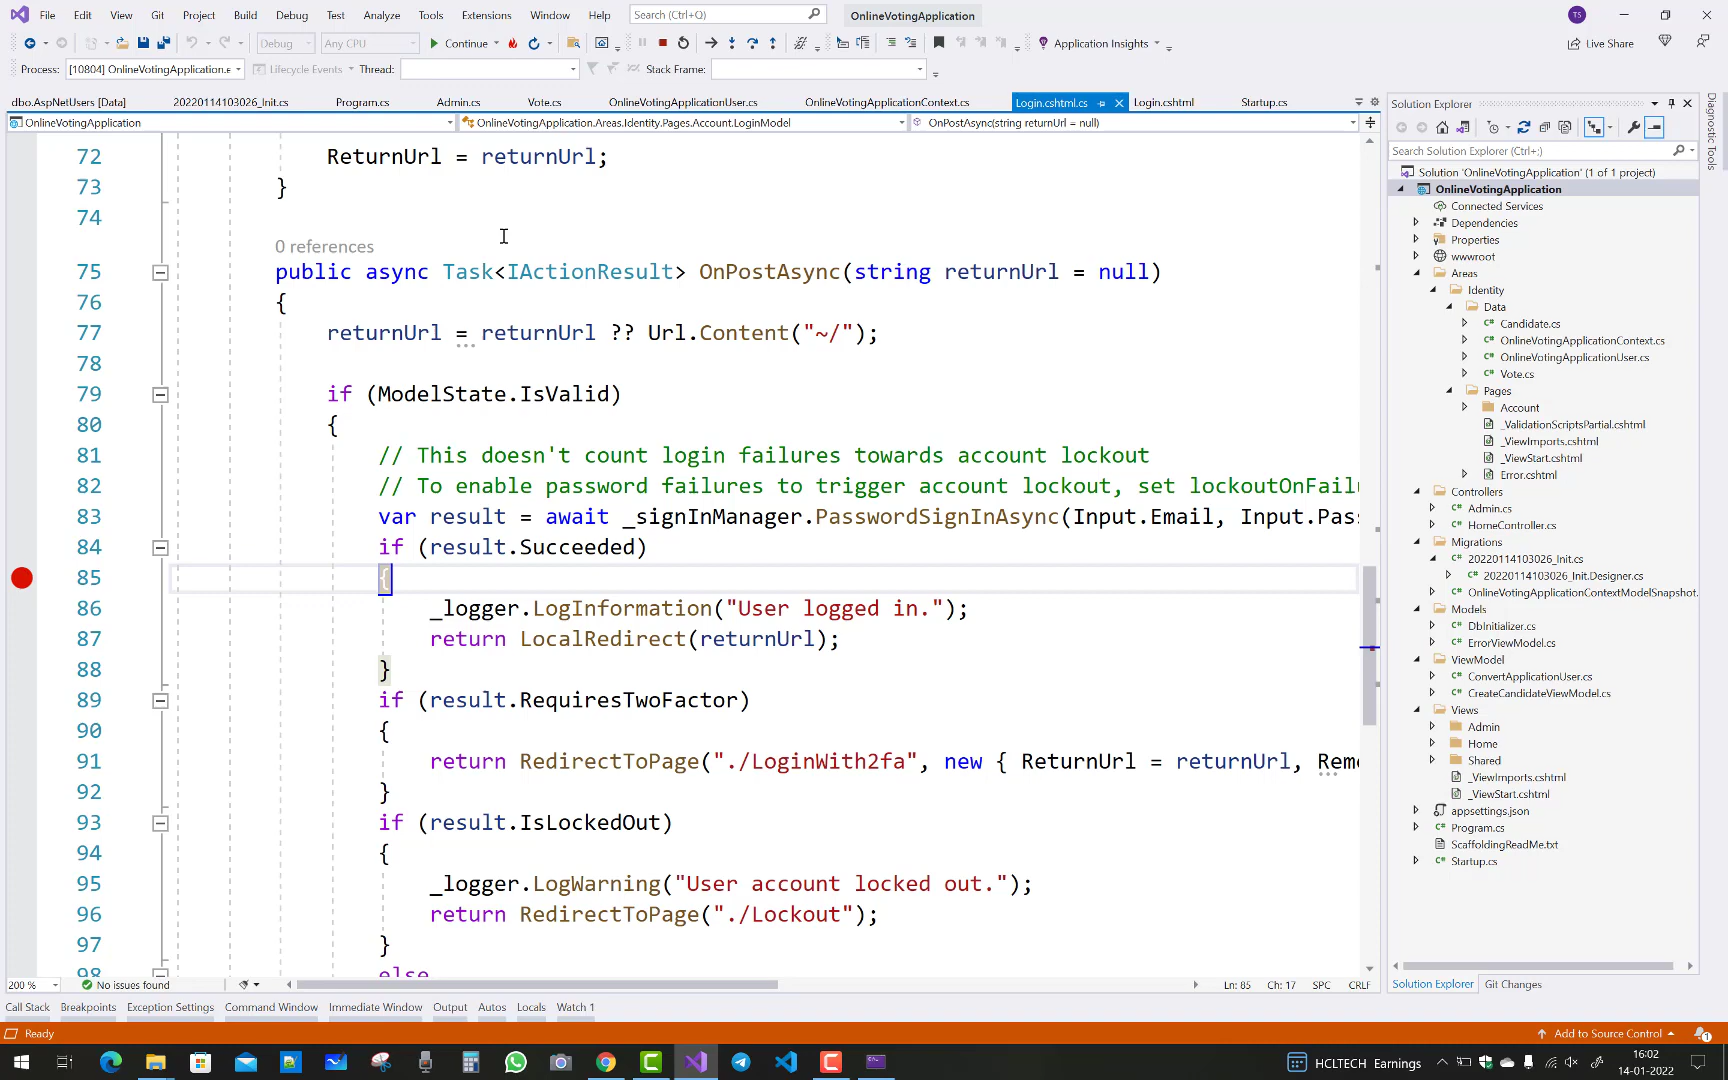 File Edit View Git Project Build Debug Test Analyze Tools Extensions Window Help Search (Ctrl+Q) OnlineVotingApplication TS
Debug Any CPU Continue Application Insights Live Share
Process: [10804] OnlineVotingApplication.e Lifecycle Events Thread: Stack Frame:
dbo.AspNetUsers [Data] 20220114103026_Init.cs Program.cs Admin.cs Vote.cs OnlineVotingApplicationUser.cs OnlineVotingApplicationContext.cs Login.cshtml.cs Login.cshtml Startup.cs
OnlineVotingApplication OnlineVotingApplication.Areas.Identity.Pages.Account.LoginModel OnPostAsync(string returnUrl = null)
72 ReturnUrl = returnUrl;
73 }
74
0 references
75 public async Task<IActionResult> OnPostAsync(string returnUrl = null)
76 {
77 returnUrl = returnUrl ?? Url.Content("~/");
78
79 if (ModelState.IsValid)
80 {
81 // This doesn't count login failures towards account lockout
82 // To enable password failures to trigger account lockout, set lockoutOnFailu
83 var result = await _signInManager.PasswordSignInAsync(Input.Email, Input.Pas
84 if (result.Succeeded)
85 {
86 _logger.LogInformation("User logged in.");
87 return LocalRedirect(returnUrl);
88 }
89 if (result.RequiresTwoFactor)
90 {
91 return RedirectToPage("./LoginWith2fa", new { ReturnUrl = returnUrl, Reme
92 }
93 if (result.IsLockedOut)
94 {
95 _logger.LogWarning("User account locked out.");
96 return RedirectToPage("./Lockout");
97 }
98 else
200 % No issues found Ln: 85 Ch: 17 SPC CRLF
Call Stack Breakpoints Exception Settings Command Window Immediate Window Output Autos Locals Watch 1
Solution Explorer
Search Solution Explorer (Ctrl+;)
Solution 'OnlineVotingApplication' (1 of 1 project)
OnlineVotingApplication
Connected Services
Dependencies
Properties
wwwroot
Areas
Identity
Data
Candidate.cs
OnlineVotingApplicationContext.cs
OnlineVotingApplicationUser.cs
Vote.cs
Pages
Account
_ValidationScriptsPartial.cshtml
_ViewImports.cshtml
_ViewStart.cshtml
Error.cshtml
Controllers
Admin.cs
HomeController.cs
Migrations
20220114103026_Init.cs
20220114103026_Init.Designer.cs
OnlineVotingApplicationContextModelSnapshot.
Models
DbInitializer.cs
ErrorViewModel.cs
ViewModel
ConvertApplicationUser.cs
CreateCandidateViewModel.cs
Views
Admin
Home
Shared
_ViewImports.cshtml
_ViewStart.cshtml
appsettings.json
Program.cs
ScaffoldingReadMe.txt
Startup.cs
Solution Explorer Git Changes
Diagnostic Tools
Ready Add to Source Control 1
HCLTECH Earnings 16:02
14-01-2022